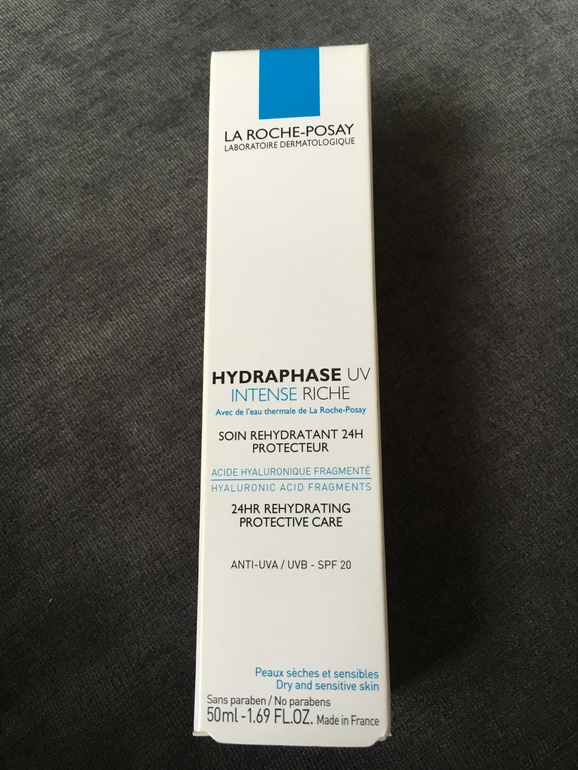 LA ROCHE-POSAY
LABORATOIRE DERMATOLOGIQUE
HYDRAPHASE UV
INTENSE RICHE
Avec de l'eau thermale de La Roche-Posay
SOIN REHYDRATANT 24H
PROTECTEUR
ACIDE HYALURONIQUE FRAGMENTÉ
HYALURONIC ACID FRAGMENTS
24HR REHYDRATING
PROTECTIVE CARE
ANTI-UVA / UVB - SPF 20
Peaux sèches et sensibles
Dry and sensitive skin
Sans paraben / No parabens
50ml -1.69 FL.OZ. Made in France